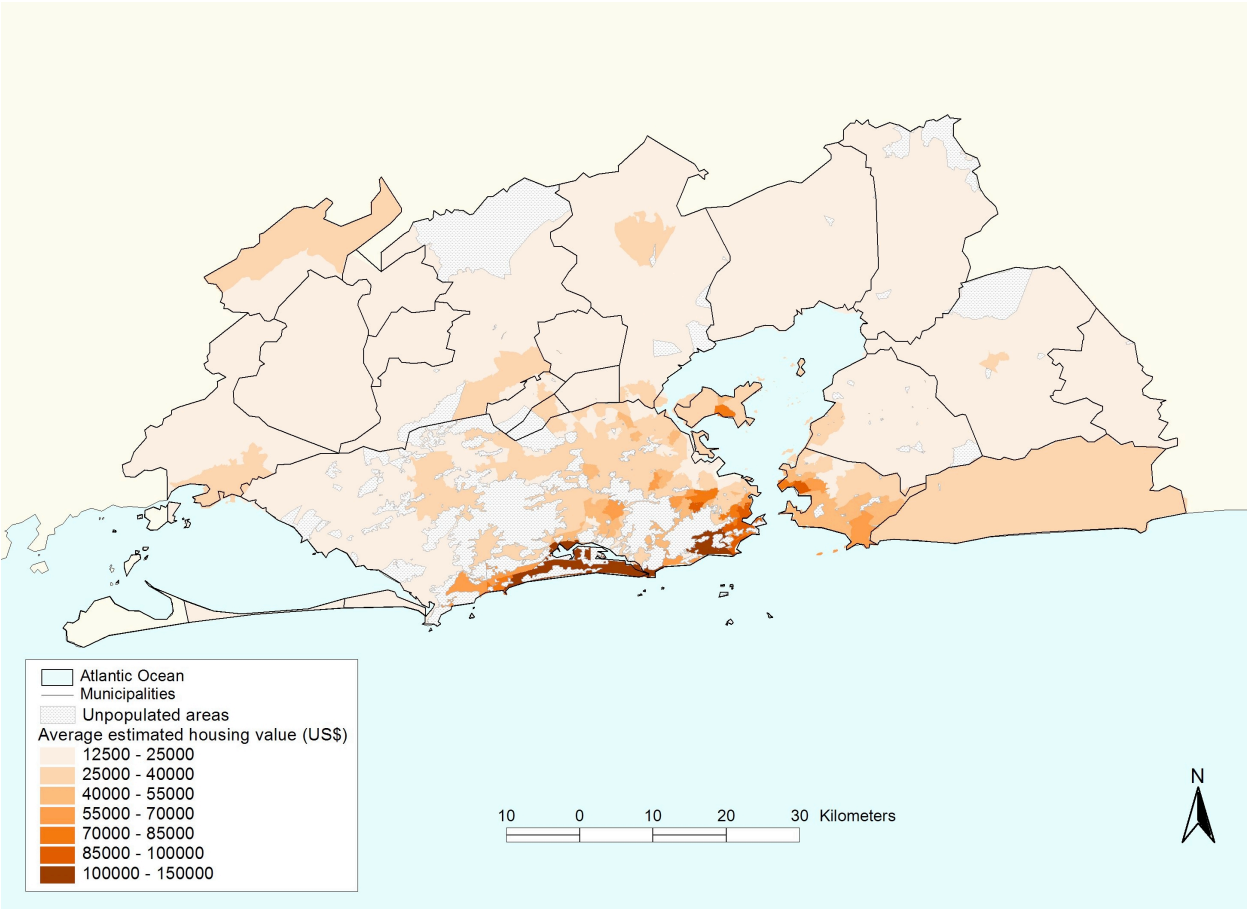 Atlantic Ocean
Municipalities
Unpopulated areas
Average estimated housing value (US$)
12500 - 25000
25000 - 40000
40000 - 55000
55000 - 70000
70000 - 85000
85000 - 100000
100000 - 150000
10 0 10 20 30 Kilometers
N